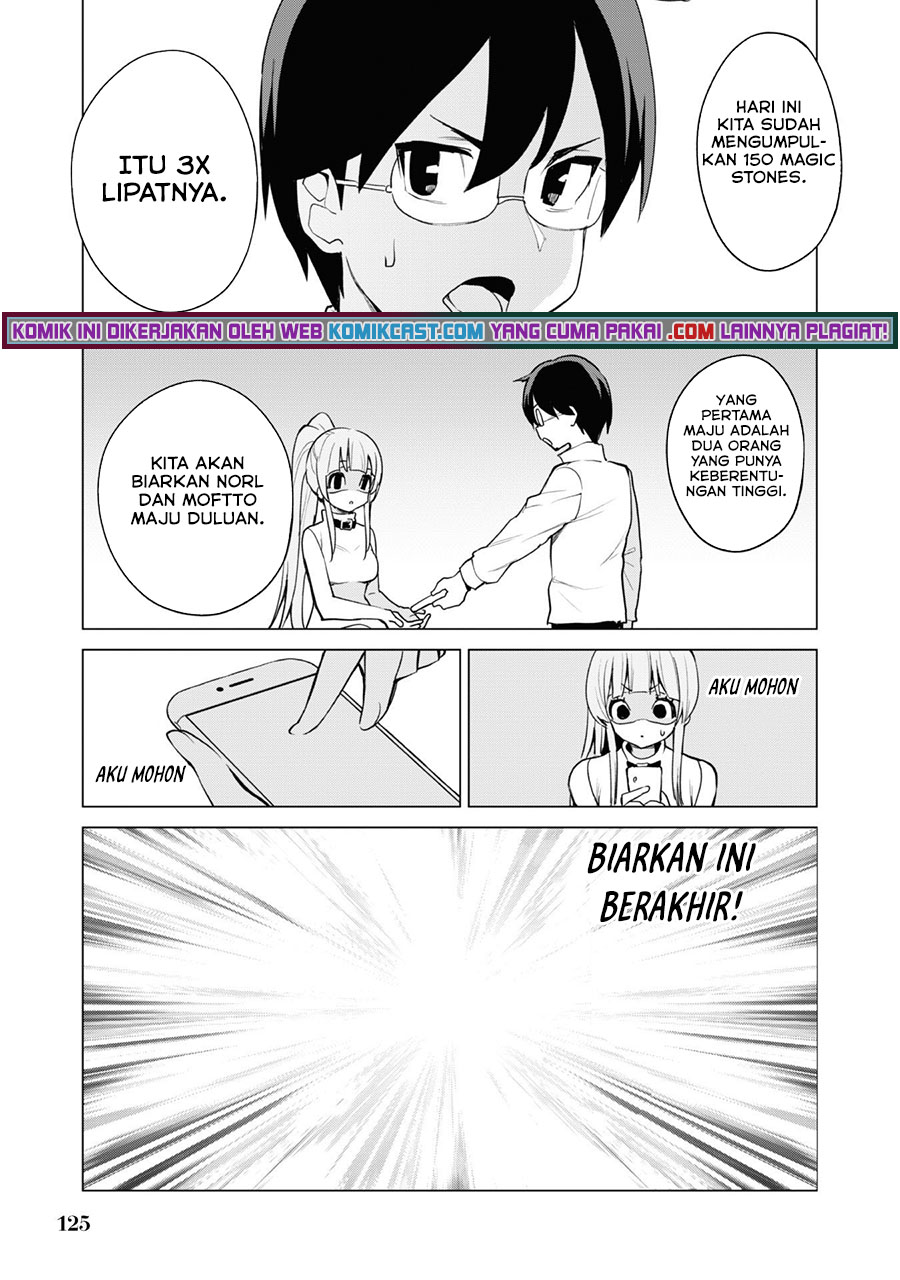 HARI INI
KITA SUDAH
MENGUMPUL-
KAN 150 MAGIC
STONES.
ITU 3X
LIPATNYA.
KOMIK INI DIKERJAKAN OLEH WEB KOMIKCAST.COM YANG CUMA PAKAI .COM LAINNYA PLAGIAT!
YANG
PERTAMA
MAJU ADALAH
DUA ORANG
YANG PUNYA
KEBERENTU-
NGAN TINGGI.
KITA AKAN
BIARKAN NORL
DAN MOFTTO
MAJU DULUAN.
AKU MOHON
AKU MOHON
BIARKAN INI
BERAKHIR!
125